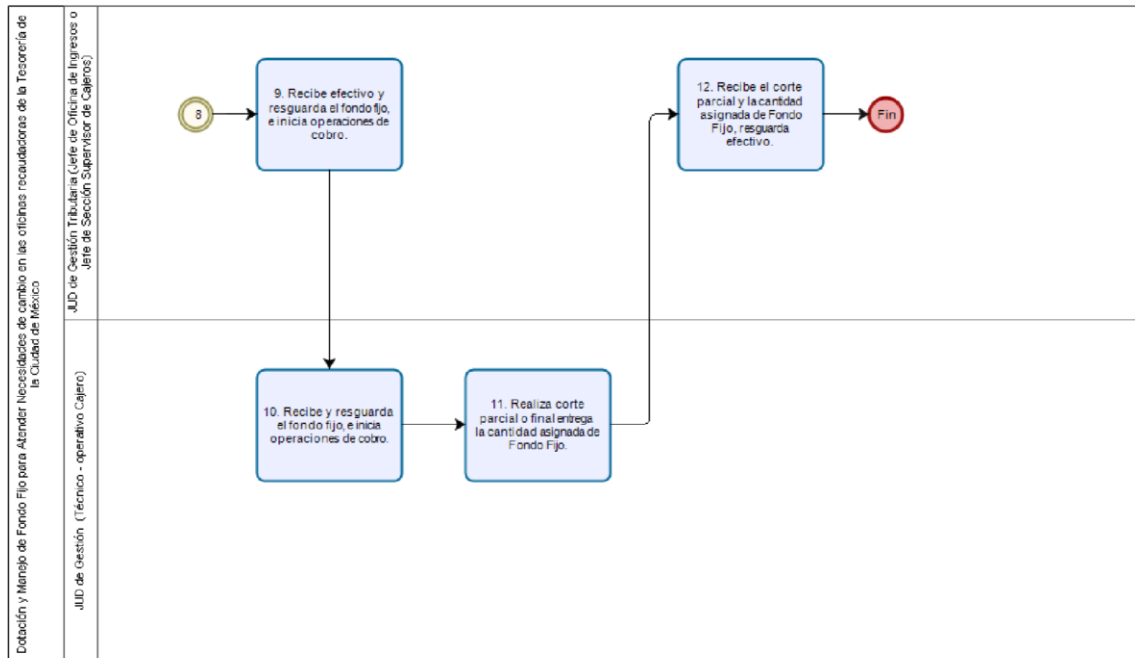 Dotación y Manejo de Fondo Fijo para Atender Necesidades de cambio en las oficinas recaudadoras de la Tesorería de
la Ciudad de México
JUD de Gestión Tributaria (Jefe de Oficina de Ingresos o
Jefe de Sección Supervisor de Cajeros)
8
9. Recibe efectivo y
resguarda el fondo fijo,
e inicia operaciones de
cobro.
12. Recibe el corte
parcial y la cantidad
asignada de Fondo
Fijo, resguarda
efectivo.
Fin
JUD de Gestión (Técnico - operativo Cajero)
10. Recibe y resguarda
el fondo fijo, e inicia
operaciones de cobro.
11. Realiza corte
parcial o final entrega
la cantidad asignada de
Fondo Fijo.